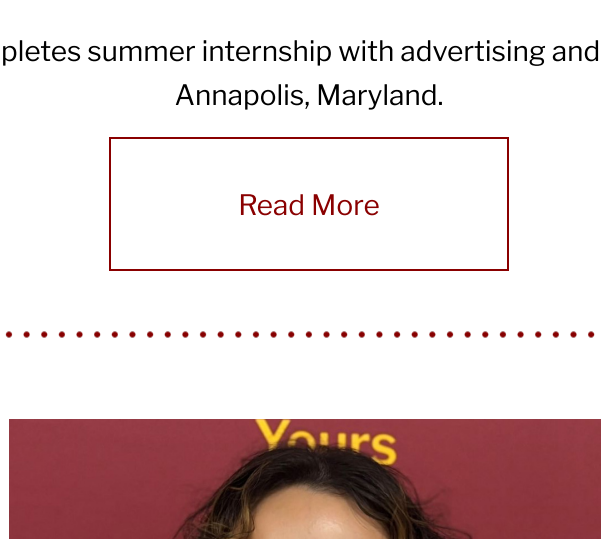 pletes summer internship with advertising and
Annapolis, Maryland.
Read More
Yours